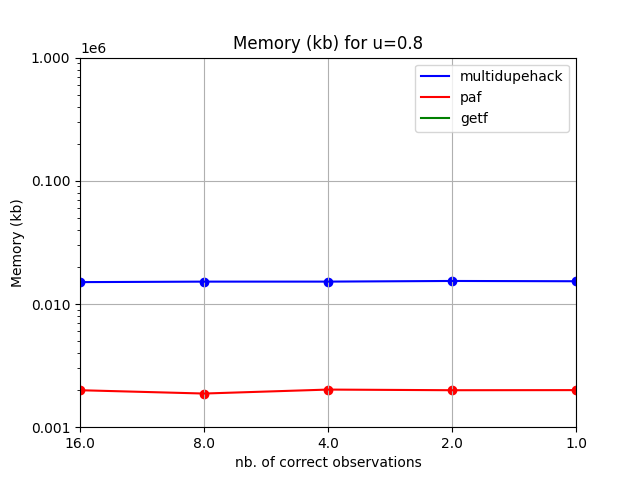 Memory (kb) for u=0.8
1e6
1.000
0.100
0.010
0.001
Memory (kb)
multidupehack
paf
getf
16.0
8.0
4.0
2.0
1.0
nb. of correct observations